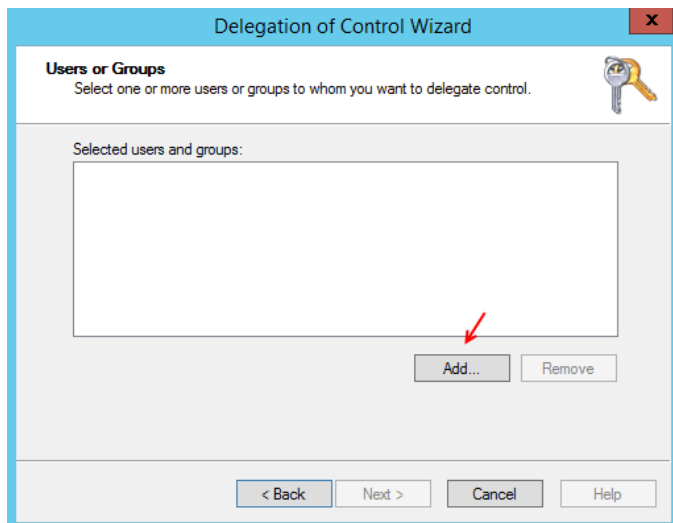 Delegation of Control Wizard
x
Users or Groups
Select one or more users or groups to whom you want to delegate control.
Selected users and groups:
Add...
Remove
< Back
Next >
Cancel
Help